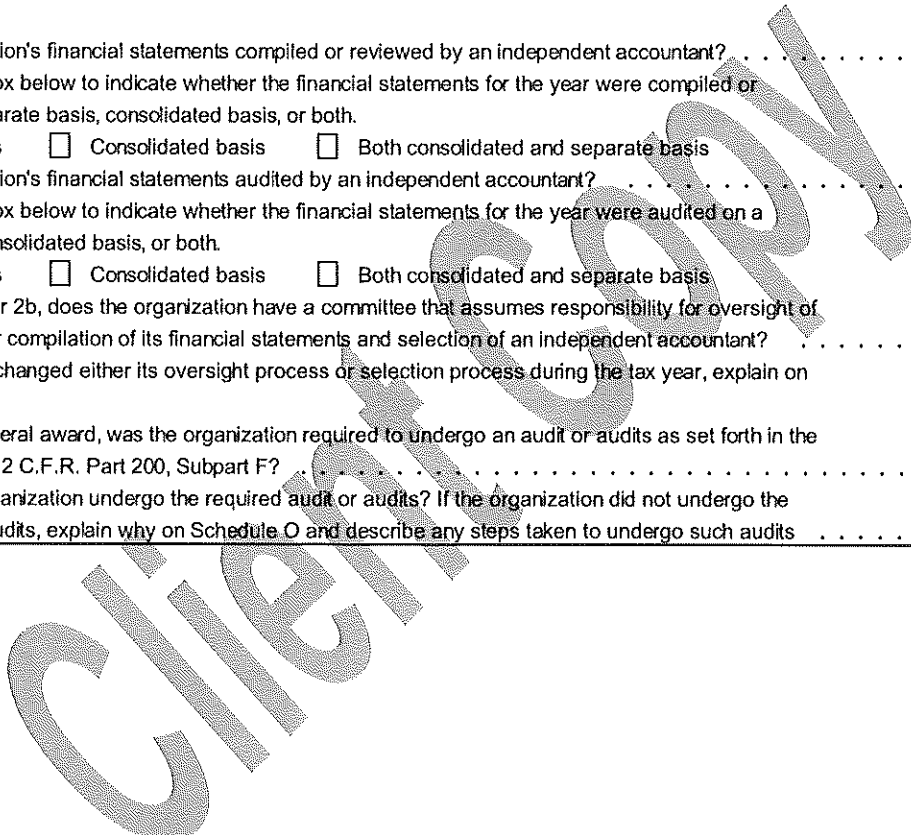 ion's financial statements compiled or reviewed by an independent accountant? . . . . . . . . .
ox below to indicate whether the financial statements for the year were compiled or
arate basis, consolidated basis, or both.
s ☐ Consolidated basis ☐ Both consolidated and separate basis
ion's financial statements audited by an independent accountant? . . . . . . . . . . . . . . . . .
ox below to indicate whether the financial statements for the year were audited on a
nsolidated basis, or both.
s ☐ Consolidated basis ☐ Both consolidated and separate basis
r 2b, does the organization have a committee that assumes responsibility for oversight of
r compilation of its financial statements and selection of an independent accountant? . . . . . .
changed either its oversight process or selection process during the tax year, explain on
eral award, was the organization required to undergo an audit or audits as set forth in the
2 C.F.R. Part 200, Subpart F? . . . . . . . . . . . . . . . . . . . . . . . . . . . . . . . . . .
ganization undergo the required audit or audits? If the organization did not undergo the
udits, explain why on Schedule O and describe any steps taken to undergo such audits . . . . .
Client Copy